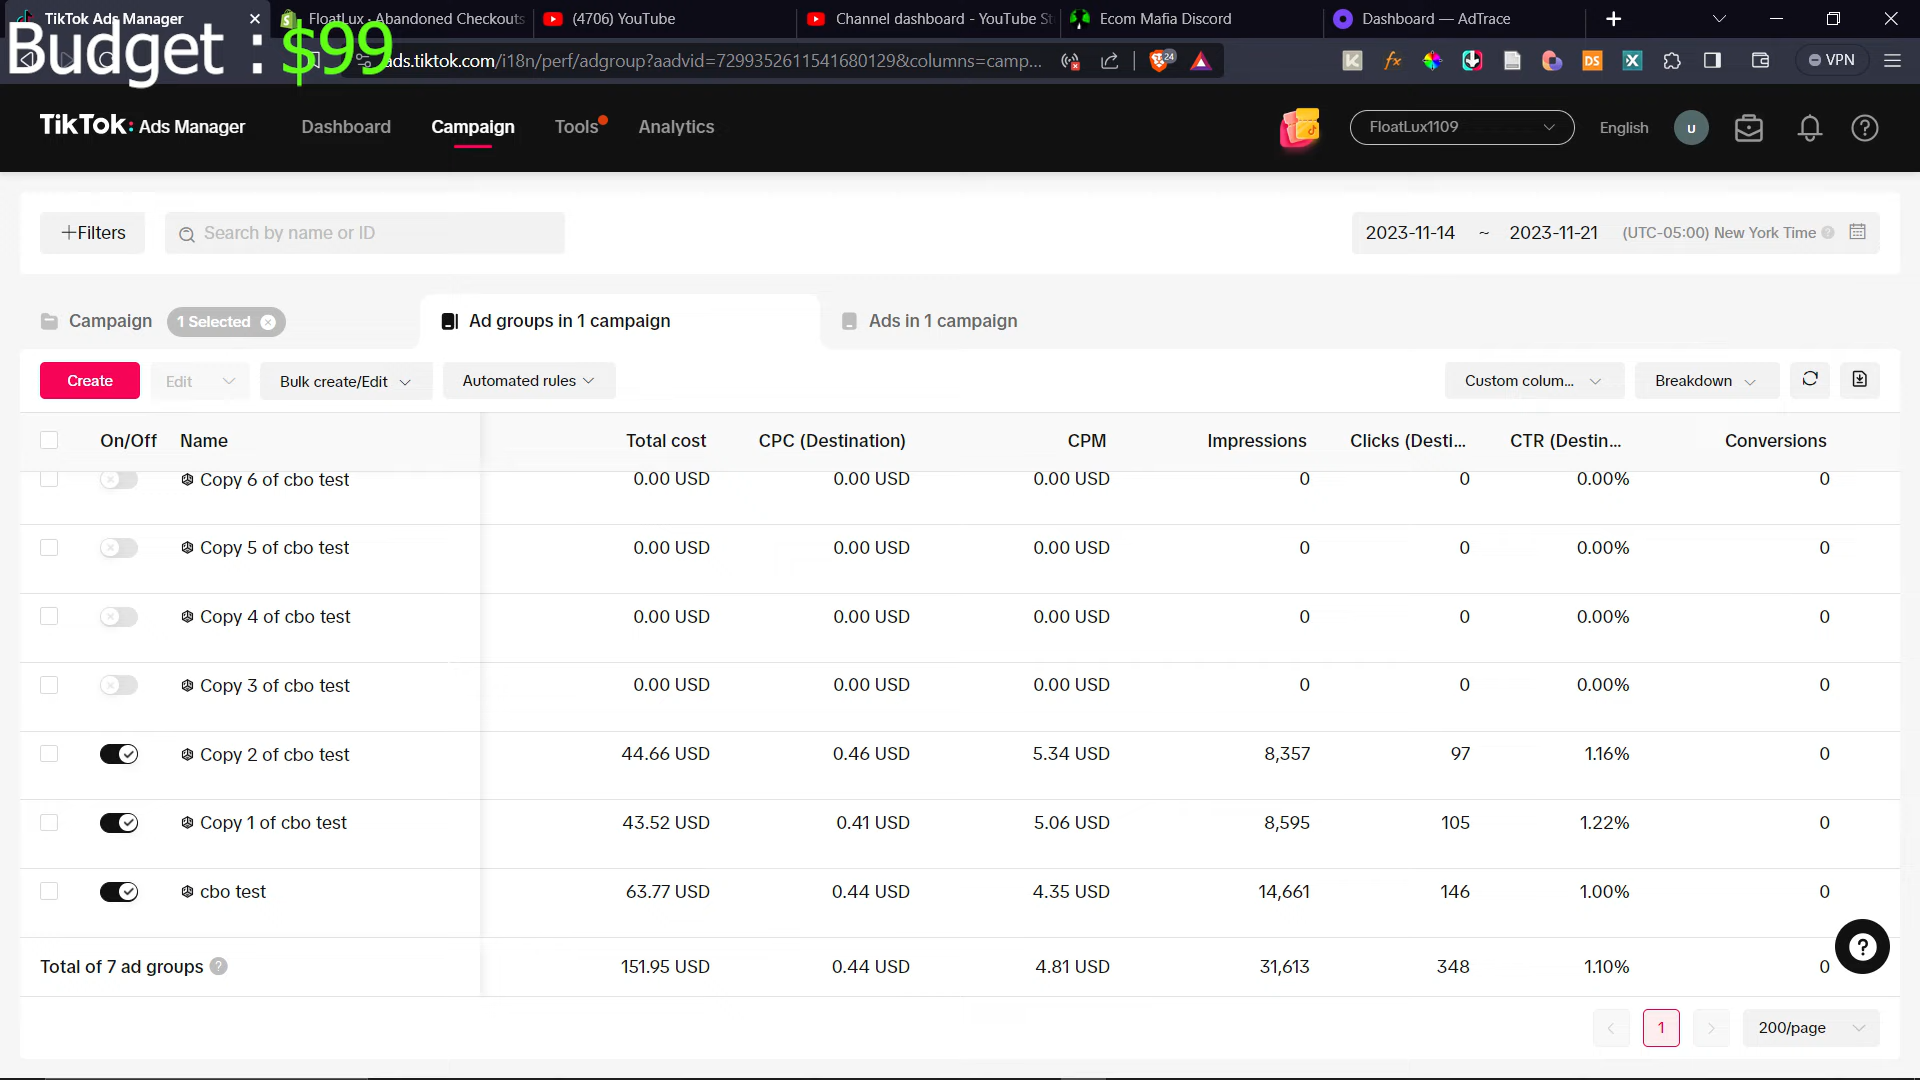 TikTok Ads Manager
FloatLux · Abandoned Checkouts
(4706) YouTube
Channel dashboard - YouTube St
Ecom Mafia Discord
Dashboard — AdTrace
Budget : $99
ads.tiktok.com/i18n/perf/adgroup?aadvid=7299352611541680129&columns=camp...
24
VPN
TikTok: Ads Manager
Dashboard
Campaign
Tools
Analytics
FloatLux1109
English
U
+Filters
Search by name or ID
2023-11-14 ~ 2023-11-21 (UTC-05:00) New York Time
Campaign
1 Selected
Ad groups in 1 campaign
Ads in 1 campaign
Create
Edit
Bulk create/Edit
Automated rules
Custom colum...
Breakdown
On/Off Name Total cost CPC (Destination) CPM Impressions Clicks (Desti... CTR (Destin... Conversions
Copy 6 of cbo test 0.00 USD 0.00 USD 0.00 USD 0 0 0.00% 0
Copy 5 of cbo test 0.00 USD 0.00 USD 0.00 USD 0 0 0.00% 0
Copy 4 of cbo test 0.00 USD 0.00 USD 0.00 USD 0 0 0.00% 0
Copy 3 of cbo test 0.00 USD 0.00 USD 0.00 USD 0 0 0.00% 0
Copy 2 of cbo test 44.66 USD 0.46 USD 5.34 USD 8,357 97 1.16% 0
Copy 1 of cbo test 43.52 USD 0.41 USD 5.06 USD 8,595 105 1.22% 0
cbo test 63.77 USD 0.44 USD 4.35 USD 14,661 146 1.00% 0
Total of 7 ad groups 151.95 USD 0.44 USD 4.81 USD 31,613 348 1.10% 0
1
200/page